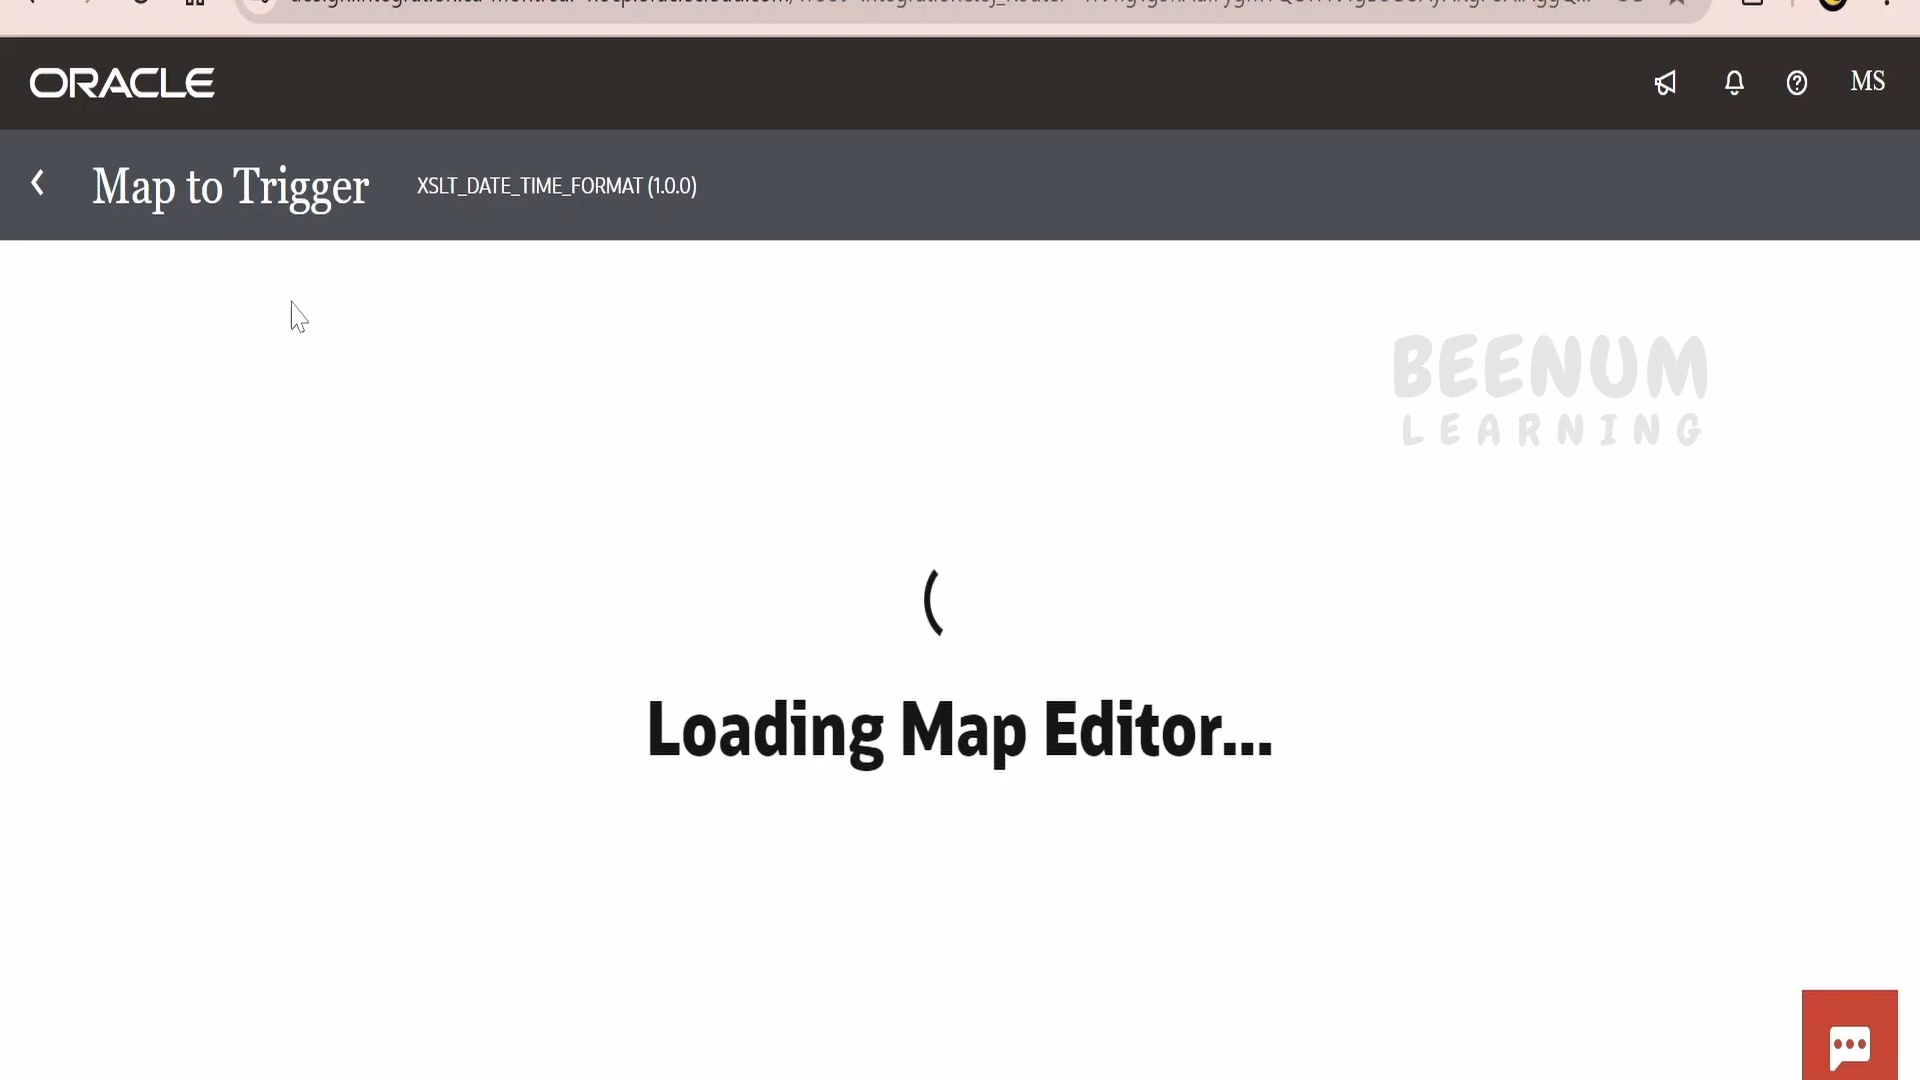 ORACLE
MS
Map to Trigger
XSLT_DATE_TIME_FORMAT (1.0.0)
BEENUM
LEARNING
Loading Map Editor...